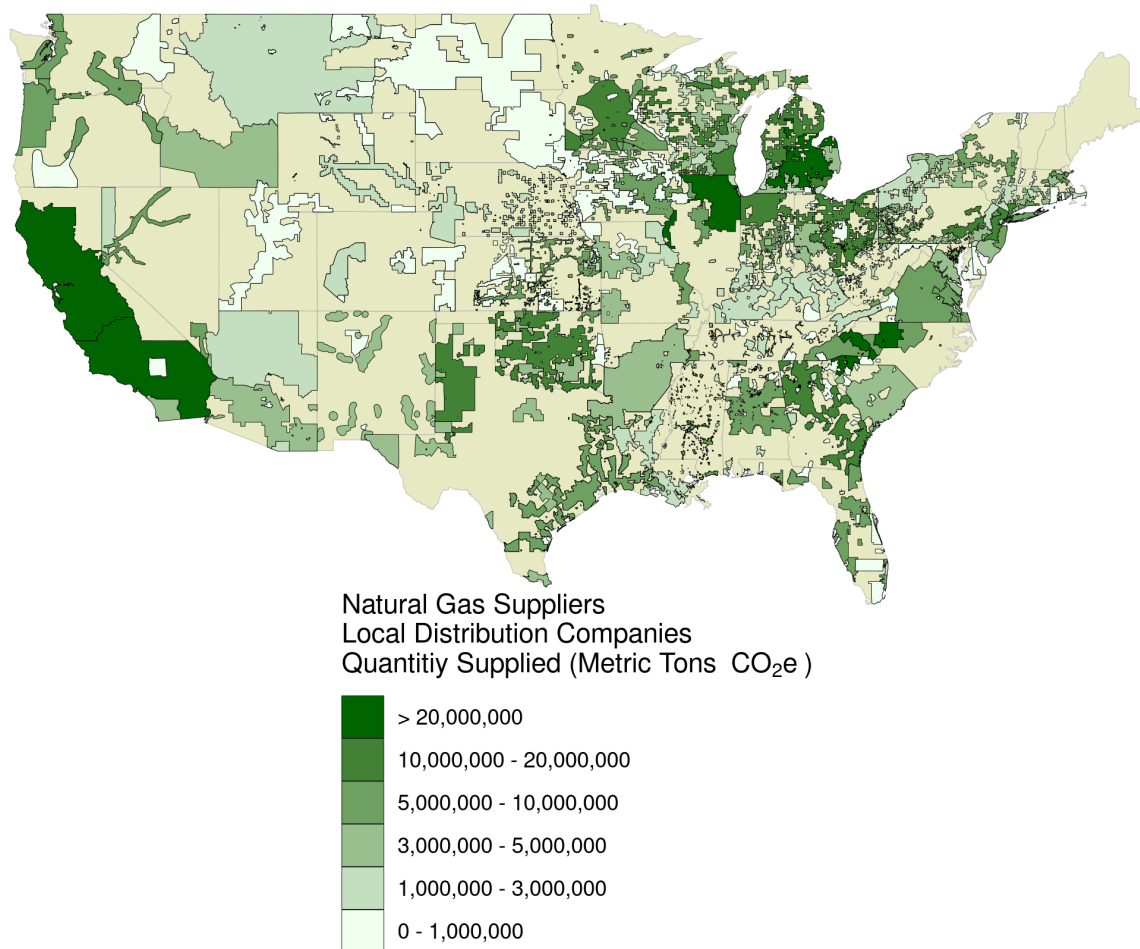 Natural Gas Suppliers
Local Distribution Companies
Quantitiy Supplied (Metric Tons CO₂e )
> 20,000,000
10,000,000 - 20,000,000
5,000,000 - 10,000,000
3,000,000 - 5,000,000
1,000,000 - 3,000,000
0 - 1,000,000